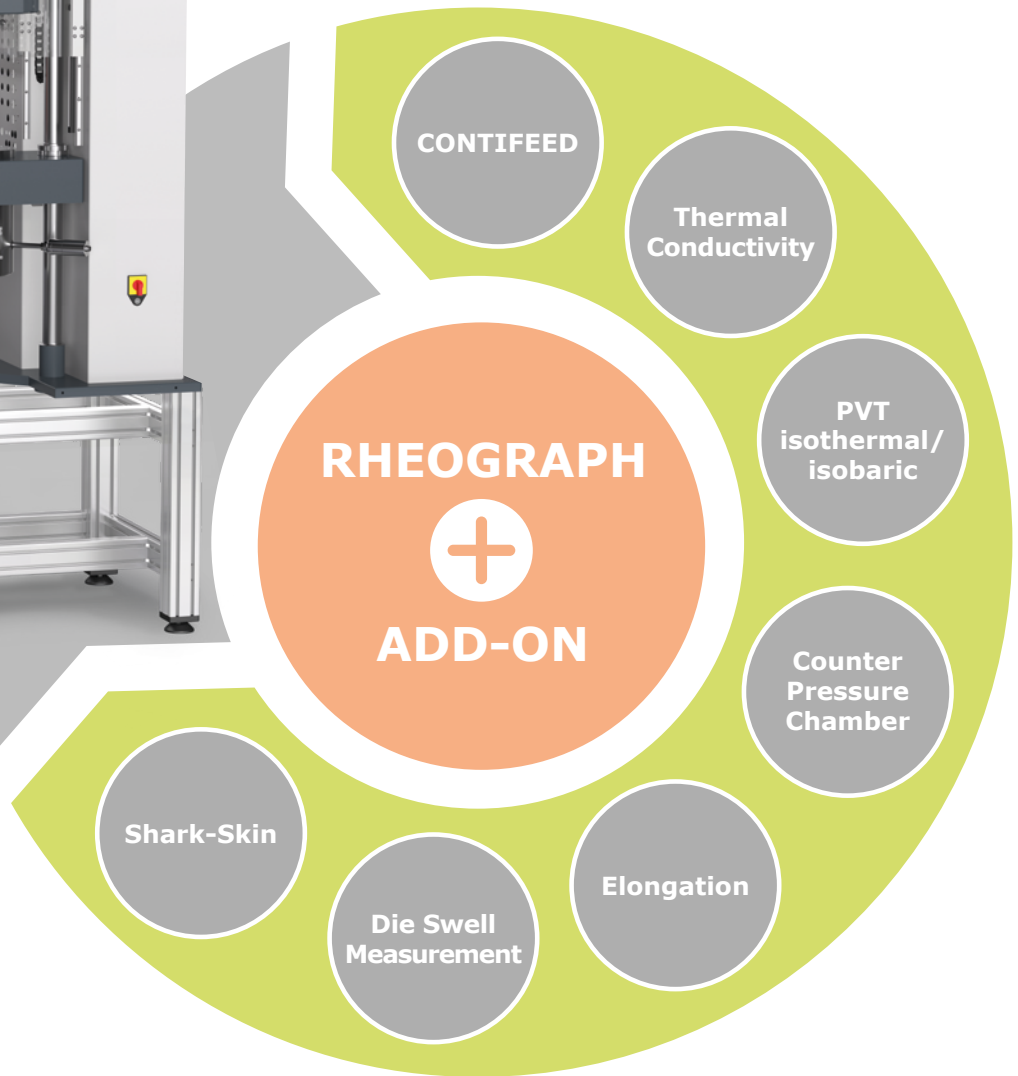 CONTIFEED
Thermal
Conductivity
PVT
isothermal/
isobaric
RHEOGRAPH
ADD-ON
Counter
Pressure
Chamber
Elongation
Die Swell
Measurement
Shark-Skin